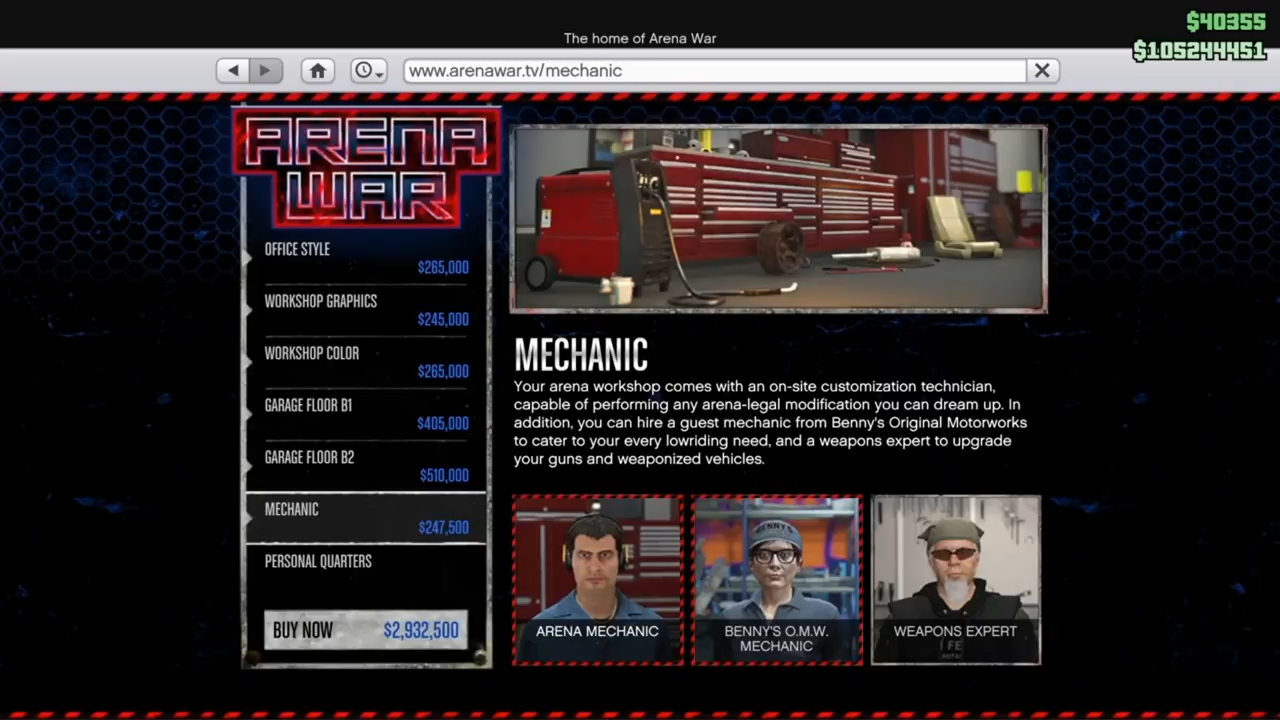 The home of Arena War
$40355
$105244451
www.arenawar.tv/mechanic
ARENA
WAR
OFFICE STYLE
$265,000
WORKSHOP GRAPHICS
$245,000
WORKSHOP COLOR
$265,000
GARAGE FLOOR B1
$405,000
GARAGE FLOOR B2
$510,000
MECHANIC
$247,500
PERSONAL QUARTERS
BUY NOW $2,932,500
MECHANIC
Your arena workshop comes with an on-site customization technician,
capable of performing any arena-legal modification you can dream up. In
addition, you can hire a guest mechanic from Benny's Original Motorworks
to cater to your every lowriding need, and a weapons expert to upgrade
your guns and weaponized vehicles.
ARENA MECHANIC
BENNY'S
BENNY'S O.M.W.
MECHANIC
WEAPONS EXPERT